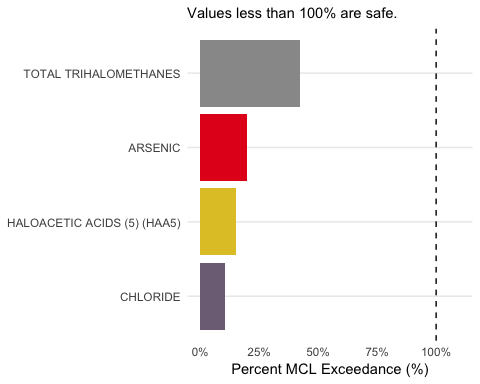 Values less than 100% are safe.
TOTAL TRIHALOMETHANES
ARSENIC
HALOACETIC ACIDS (5) (HAA5)
CHLORIDE
0% 25% 50% 75% 100%
Percent MCL Exceedance (%)